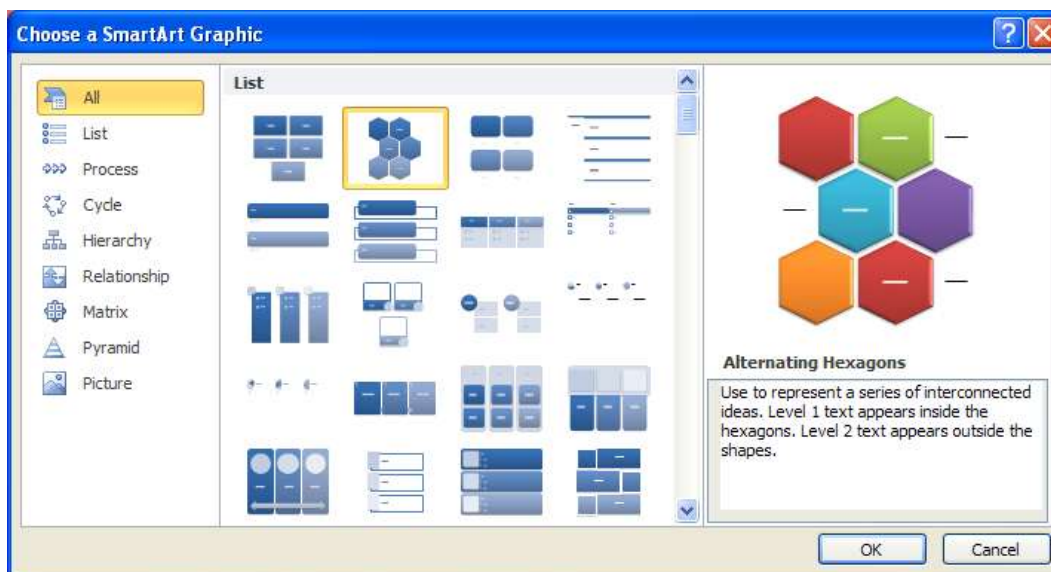 Choose a SmartArt Graphic
All
List
Process
Cycle
Hierarchy
Relationship
Matrix
Pyramid
Picture
List
Alternating Hexagons
Use to represent a series of interconnected
ideas. Level 1 text appears inside the
hexagons. Level 2 text appears outside the
shapes.
OK
Cancel